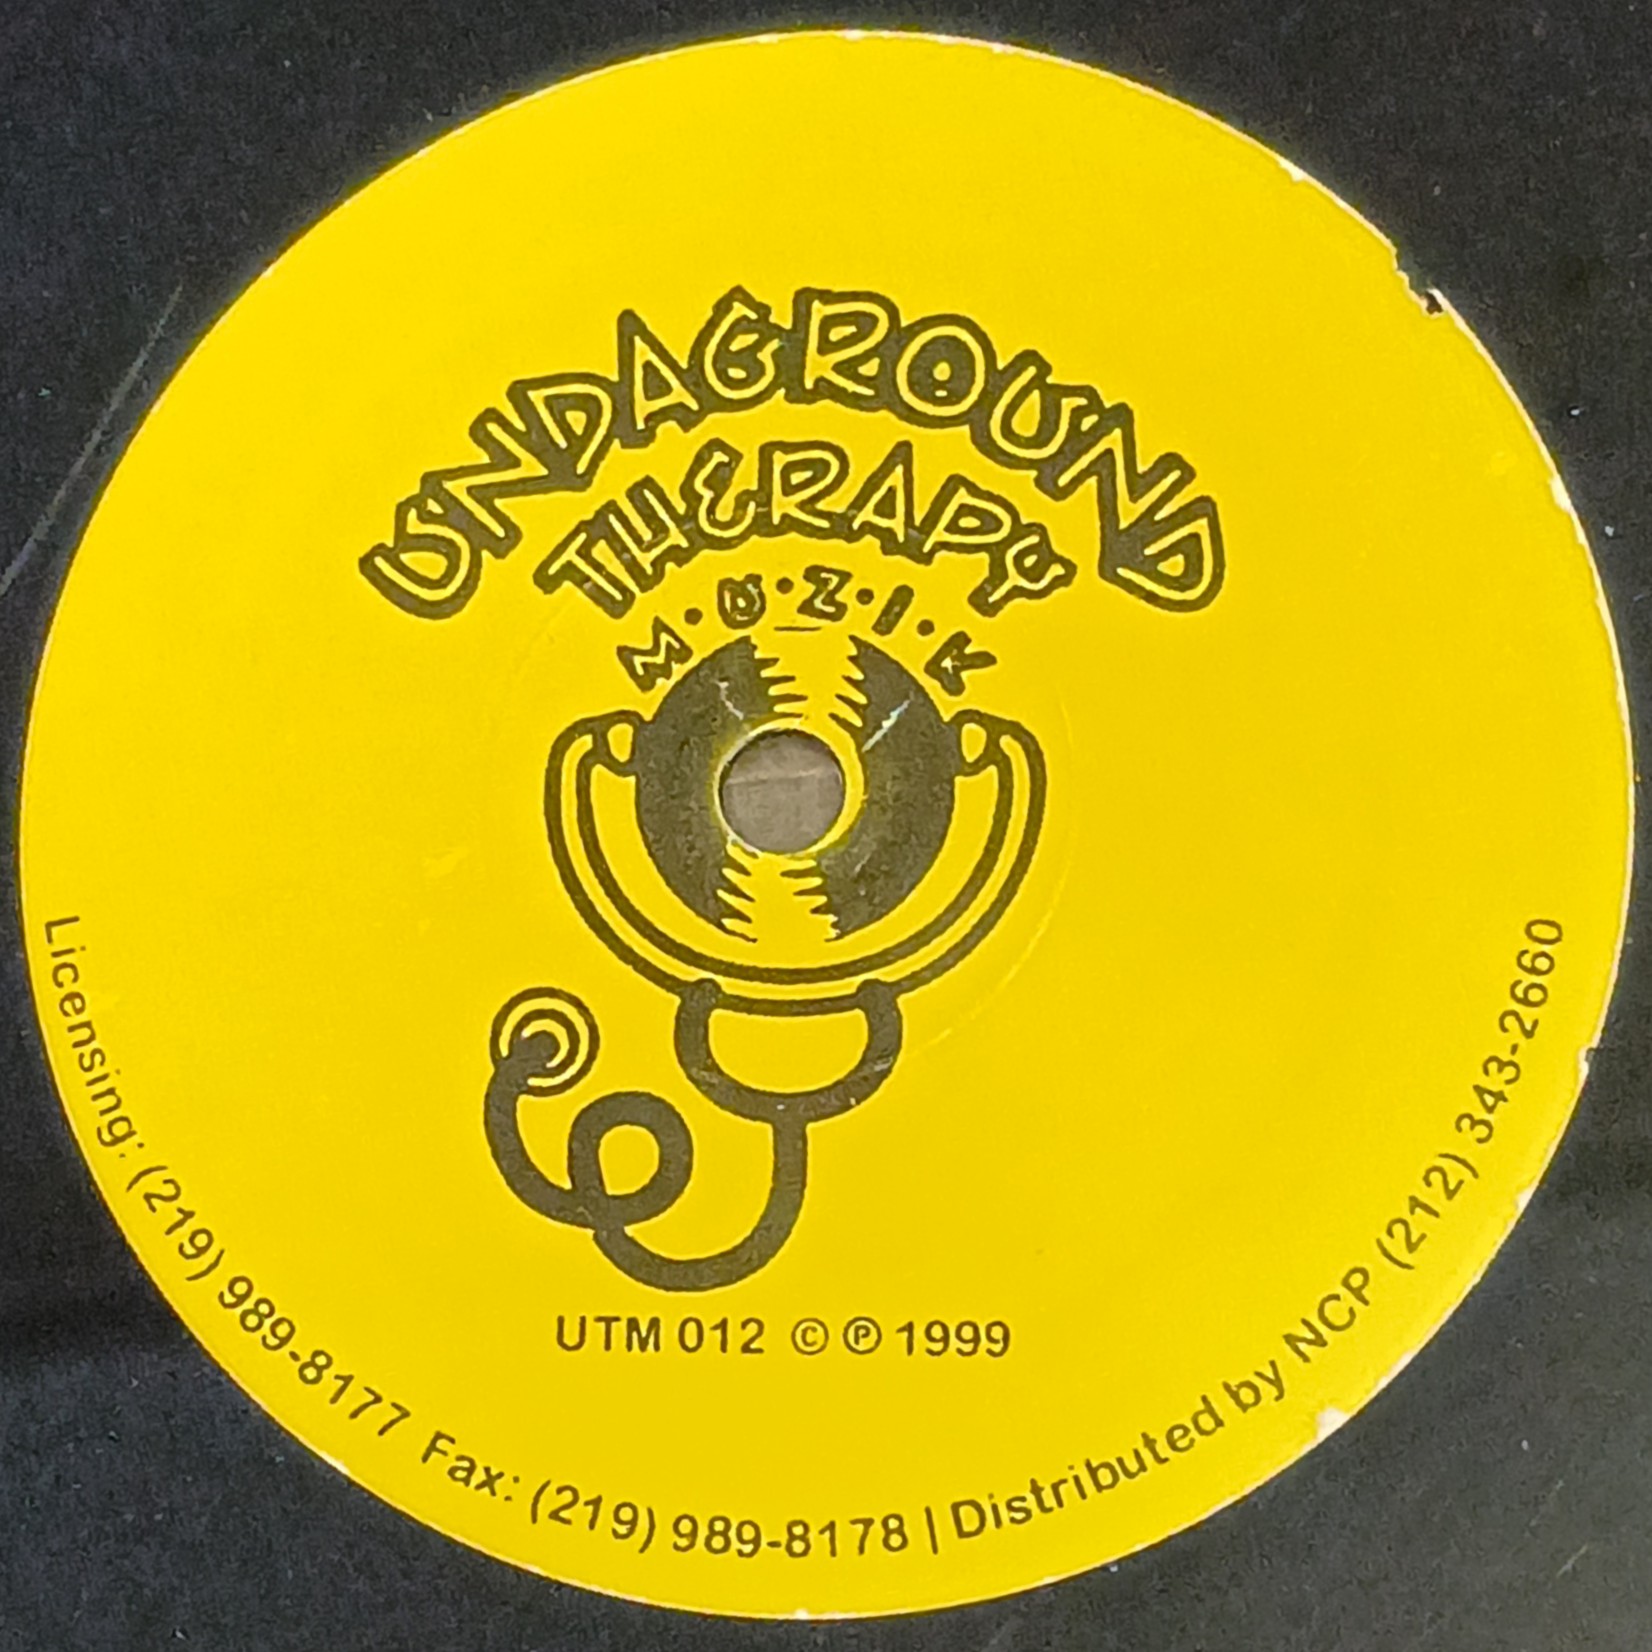 UNDAGROUND
THERAPY
M·U·Z·I·K
UTM 012 © ℗ 1999
Licensing: (219) 989-8177 Fax: (219) 989-8178 | Distributed by NCP (212) 343-2660